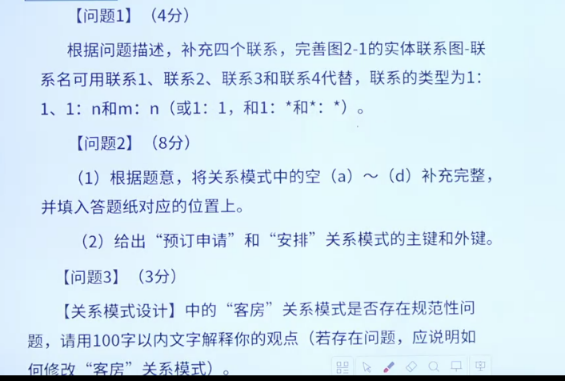 【问题1】（4分）
根据问题描述，补充四个联系，完善图2-1的实体联系图-联
系名可用联系1、联系2、联系3和联系4代替，联系的类型为1：
1、1：n和m：n（或1：1，和1：*和*：*）。
【问题2】（8分）
（1）根据题意，将关系模式中的空（a）～（d）补充完整，
并填入答题纸对应的位置上。
（2）给出“预订申请”和“安排”关系模式的主键和外键。
【问题3】（3分）
【关系模式设计】中的“客房”关系模式是否存在规范性问
题，请用100字以内文字解释你的观点（若存在问题，应说明如
何修改“客房”关系模式）。